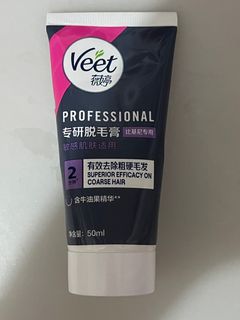 Veet
薇婷
PROFESSIONAL
专研脱毛膏 比基尼专用
敏感肌肤适用
2 有效去除粗硬毛发
SUPERIOR EFFICACY ON
COARSE HAIR
含牛油果精华**
净含量: 50ml